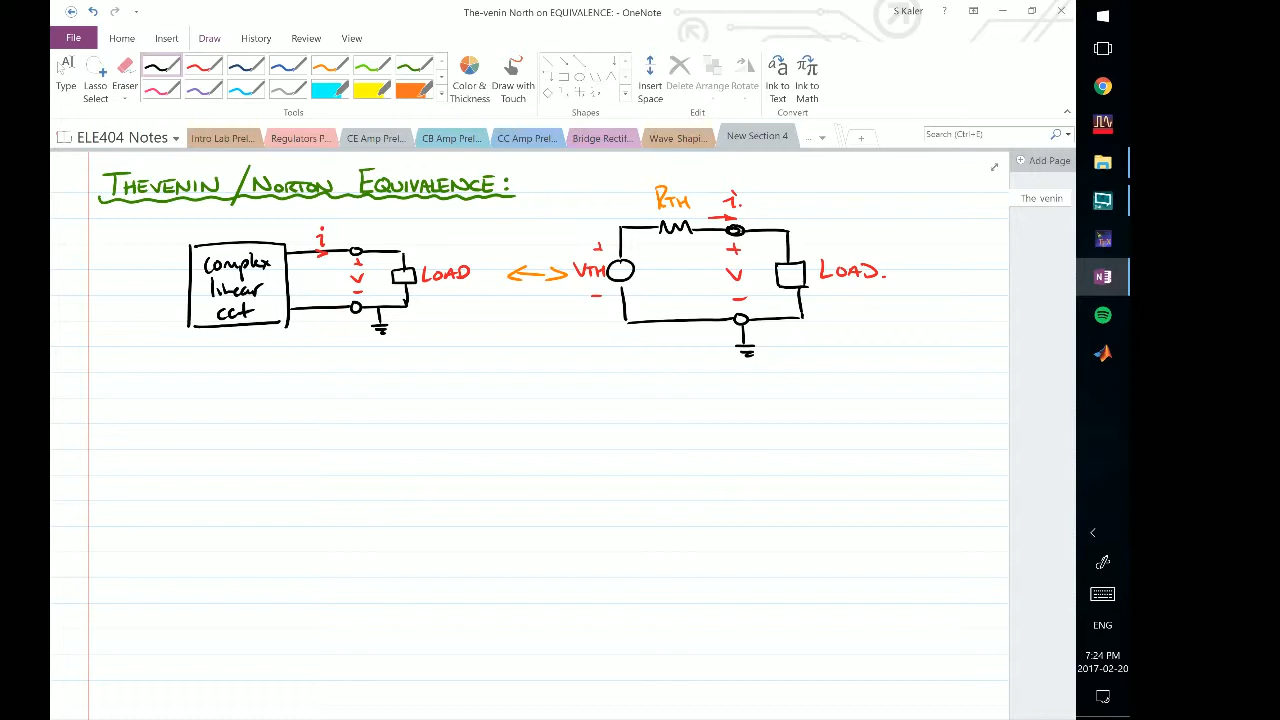 The-venin North on EQUIVALENCE: - OneNote
S Kaler
?
File
Home
Insert
Draw
History
Review
View
Type
Lasso Select
Eraser
Color & Thickness
Draw with Touch
Insert Space
Delete
Arrange
Rotate
Ink to Text
Ink to Math
Tools
Shapes
Edit
Convert
ELE404 Notes
Intro Lab Prel...
Regulators P...
CE Amp Prel...
CB Amp Prel...
CC Amp Prel...
Bridge Rectif...
Wave-Shapi...
New Section 4
...
Search (Ctrl+E)
Add Page
The venin
THEVENIN / NORTON EQUIVALENCE:
complex
linear
cct
i
+
V
-
LOAD
RTH
i.
+
VTH
-
+
V
-
LOAD.
ENG
7:24 PM
2017-02-20